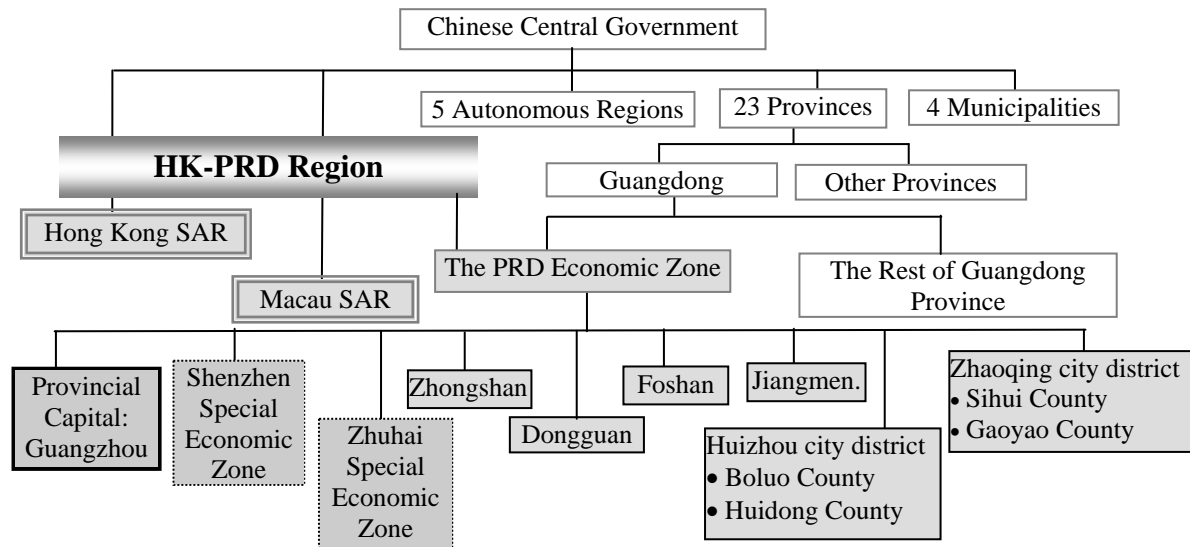 Chinese Central Government
5 Autonomous Regions
23 Provinces
4 Municipalities
HK-PRD Region
Guangdong
Other Provinces
Hong Kong SAR
The PRD Economic Zone
The Rest of Guangdong
Province
Macau SAR
Provincial
Capital:
Guangzhou
Shenzhen
Special
Economic
Zone
Zhuhai
Special
Economic
Zone
Zhongshan
Dongguan
Foshan
Jiangmen.
Huizhou city district
• Boluo County
• Huidong County
Zhaoqing city district
• Sihui County
• Gaoyao County